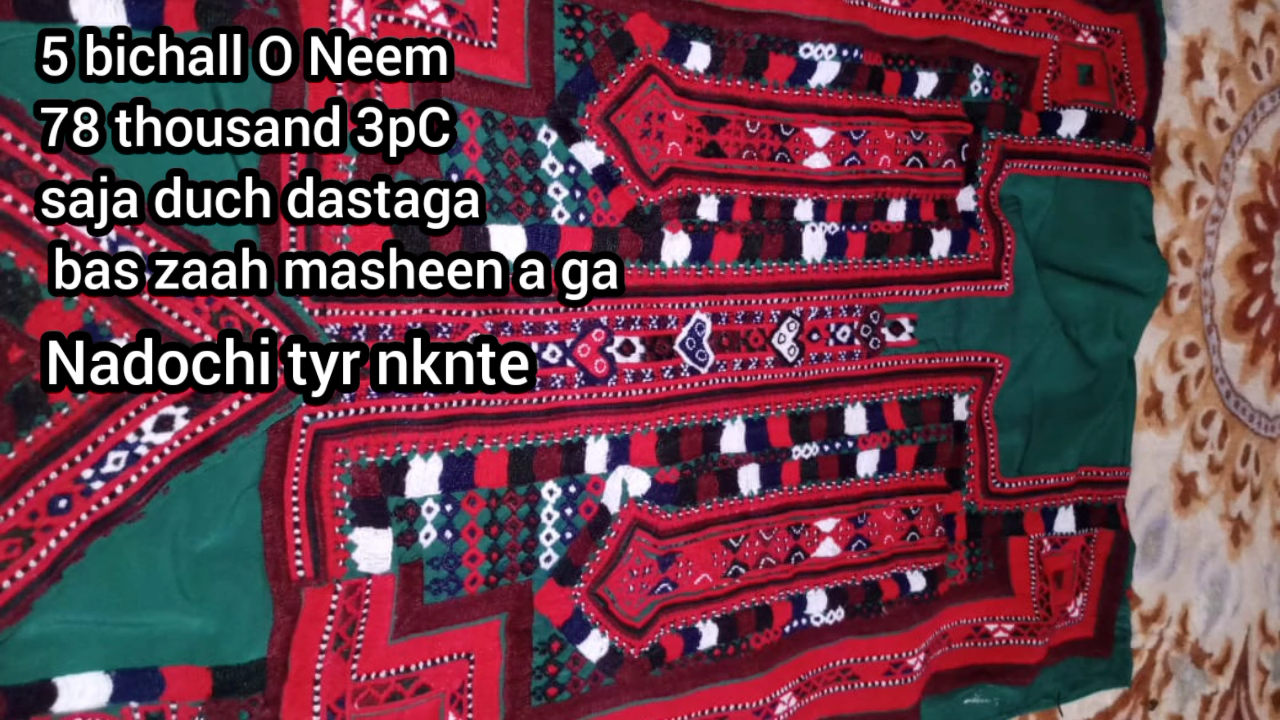 5 bichall O Neem
78 thousand 3pC
saja duch dastaga
bas zaah masheen a ga
Nadochi tyr nknte